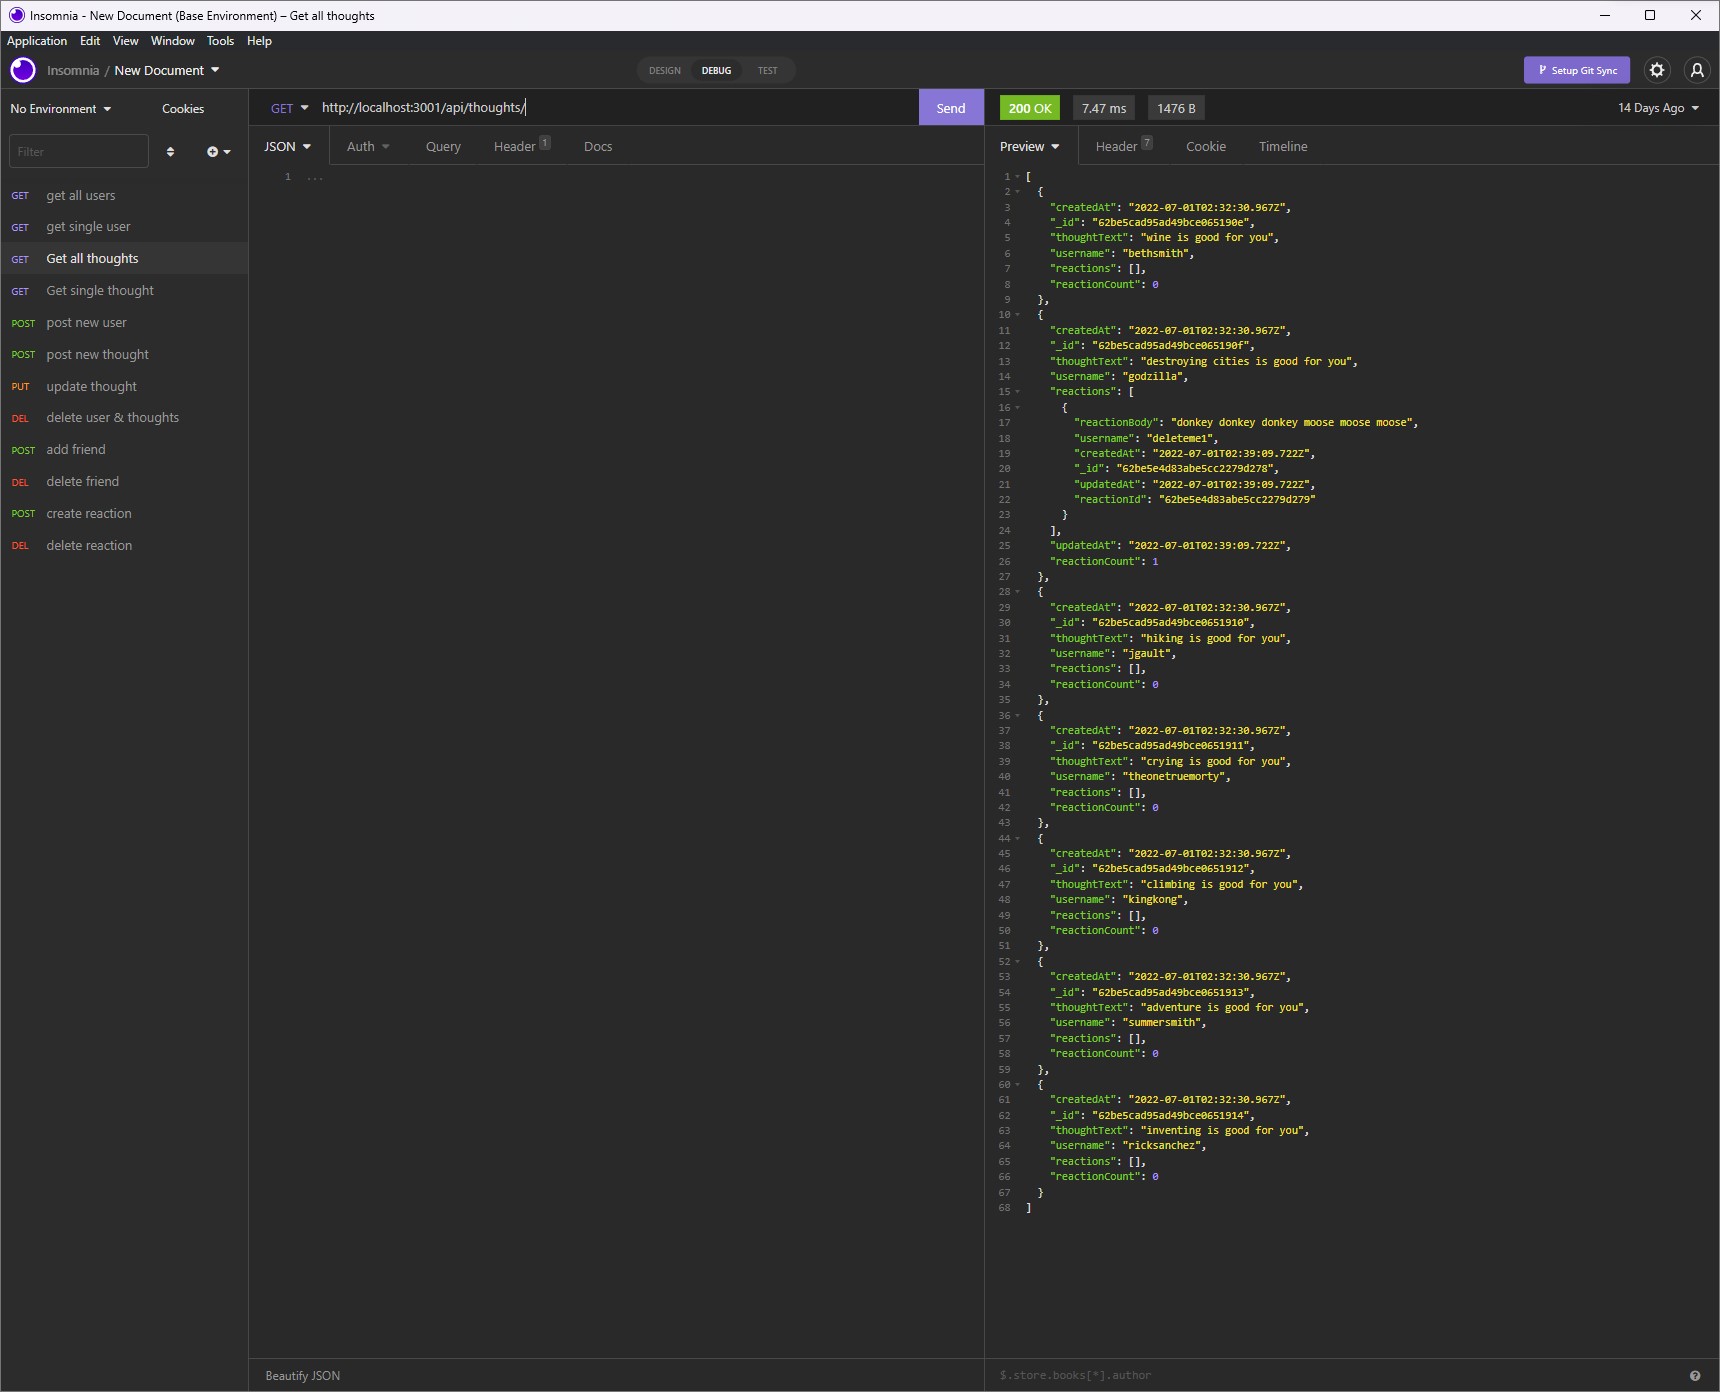 Insomnia - New Document (Base Environment) – Get all thoughts
Application Edit View Window Tools Help
Insomnia / New Document
DESIGN DEBUG TEST
Setup Git Sync
No Environment Cookies
GET http://localhost:3001/api/thoughts/
Send
200 OK 7.47 ms 1476 B
14 Days Ago
Filter
JSON Auth Query Header 1 Docs
Preview Header 7 Cookie Timeline
GET get all users
GET get single user
GET Get all thoughts
GET Get single thought
POST post new user
POST post new thought
PUT update thought
DEL delete user & thoughts
POST add friend
DEL delete friend
POST create reaction
DEL delete reaction
1 ...
1 [
2 {
3 "createdAt": "2022-07-01T02:32:30.967Z",
4 "_id": "62be5cad95ad49bce065190e",
5 "thoughtText": "wine is good for you",
6 "username": "bethsmith",
7 "reactions": [],
8 "reactionCount": 0
9 },
10 {
11 "createdAt": "2022-07-01T02:32:30.967Z",
12 "_id": "62be5cad95ad49bce065190f",
13 "thoughtText": "destroying cities is good for you",
14 "username": "godzilla",
15 "reactions": [
16 {
17 "reactionBody": "donkey donkey donkey moose moose moose",
18 "username": "deleteme1",
19 "createdAt": "2022-07-01T02:39:09.722Z",
20 "_id": "62be5e4d83abe5cc2279d278",
21 "updatedAt": "2022-07-01T02:39:09.722Z",
22 "reactionId": "62be5e4d83abe5cc2279d279"
23 }
24 ],
25 "updatedAt": "2022-07-01T02:39:09.722Z",
26 "reactionCount": 1
27 },
28 {
29 "createdAt": "2022-07-01T02:32:30.967Z",
30 "_id": "62be5cad95ad49bce0651910",
31 "thoughtText": "hiking is good for you",
32 "username": "jgault",
33 "reactions": [],
34 "reactionCount": 0
35 },
36 {
37 "createdAt": "2022-07-01T02:32:30.967Z",
38 "_id": "62be5cad95ad49bce0651911",
39 "thoughtText": "crying is good for you",
40 "username": "theonetruemorty",
41 "reactions": [],
42 "reactionCount": 0
43 },
44 {
45 "createdAt": "2022-07-01T02:32:30.967Z",
46 "_id": "62be5cad95ad49bce0651912",
47 "thoughtText": "climbing is good for you",
48 "username": "kingkong",
49 "reactions": [],
50 "reactionCount": 0
51 },
52 {
53 "createdAt": "2022-07-01T02:32:30.967Z",
54 "_id": "62be5cad95ad49bce0651913",
55 "thoughtText": "adventure is good for you",
56 "username": "summersmith",
57 "reactions": [],
58 "reactionCount": 0
59 },
60 {
61 "createdAt": "2022-07-01T02:32:30.967Z",
62 "_id": "62be5cad95ad49bce0651914",
63 "thoughtText": "inventing is good for you",
64 "username": "ricksanchez",
65 "reactions": [],
66 "reactionCount": 0
67 }
68 ]
Beautify JSON
$.store.books[*].author